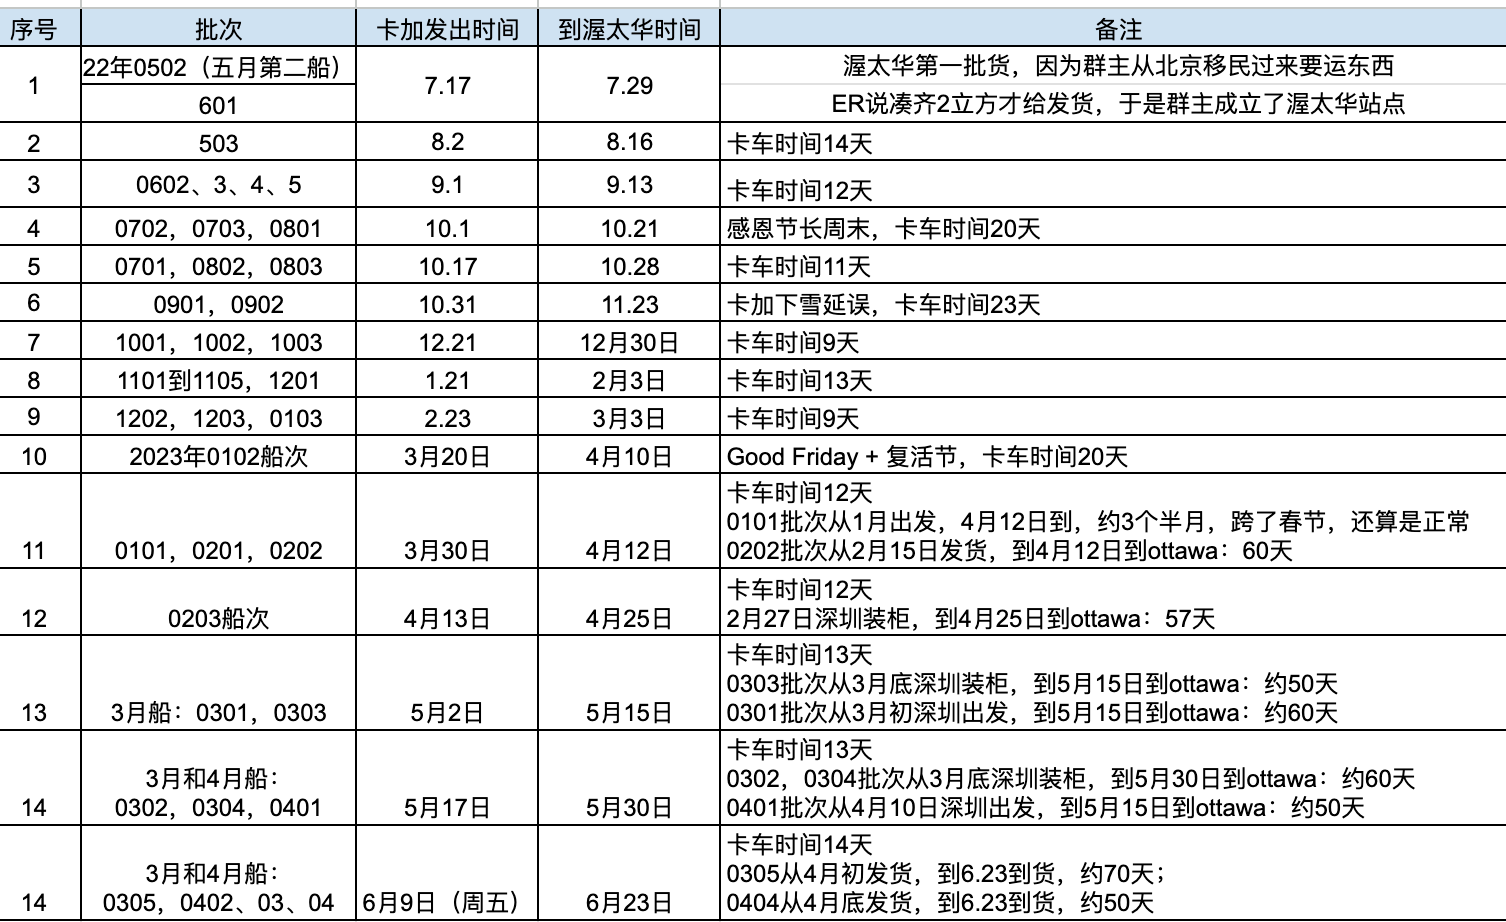 序号 批次 卡加发出时间 到渥太华时间 备注
1 22年0502（五月第二船） 7.17 7.29 渥太华第一批货，因为群主从北京移民过来要运东西
601 ER说凑齐2立方才给发货，于是群主成立了渥太华站点
2 503 8.2 8.16 卡车时间14天
3 0602、3、4、5 9.1 9.13 卡车时间12天
4 0702，0703，0801 10.1 10.21 感恩节长周末，卡车时间20天
5 0701，0802，0803 10.17 10.28 卡车时间11天
6 0901，0902 10.31 11.23 卡加下雪延误，卡车时间23天
7 1001，1002，1003 12.21 12月30日 卡车时间9天
8 1101到1105，1201 1.21 2月3日 卡车时间13天
9 1202，1203，0103 2.23 3月3日 卡车时间9天
10 2023年0102船次 3月20日 4月10日 Good Friday + 复活节，卡车时间20天
卡车时间12天
0101批次从1月出发，4月12日到，约3个半月，跨了春节，还算是正常
11 0101，0201，0202 3月30日 4月12日 0202批次从2月15日发货，到4月12日到ottawa：60天
卡车时间12天
12 0203船次 4月13日 4月25日 2月27日深圳装柜，到4月25日到ottawa：57天
卡车时间13天
0303批次从3月底深圳装柜，到5月15日到ottawa：约50天
13 3月船：0301，0303 5月2日 5月15日 0301批次从3月初深圳出发，到5月15日到ottawa：约60天
卡车时间13天
3月和4月船： 0302，0304批次从3月底深圳装柜，到5月30日到ottawa：约60天
14 0302，0304，0401 5月17日 5月30日 0401批次从4月10日深圳出发，到5月15日到ottawa：约50天
卡车时间14天
3月和4月船： 0305从4月初发货，到6.23到货，约70天；
14 0305，0402、03、04 6月9日（周五） 6月23日 0404从4月底发货，到6.23到货，约50天